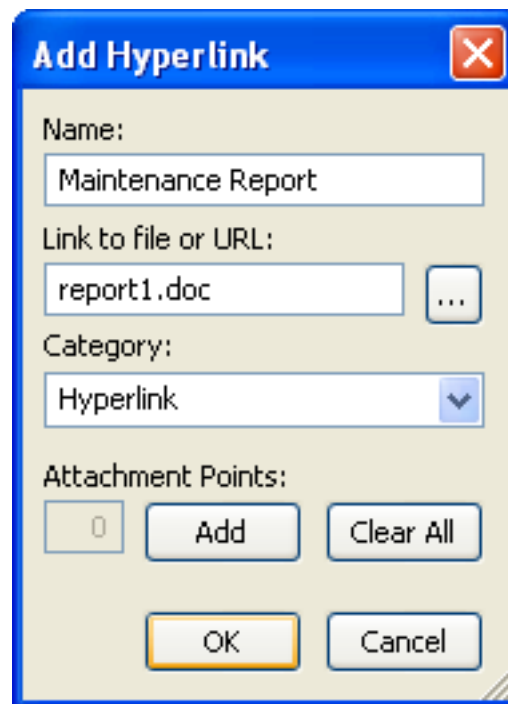 Add Hyperlink
Name:
Maintenance Report
Link to file or URL:
report1.doc
...
Category:
Hyperlink
Attachment Points:
0 Add Clear All
OK Cancel